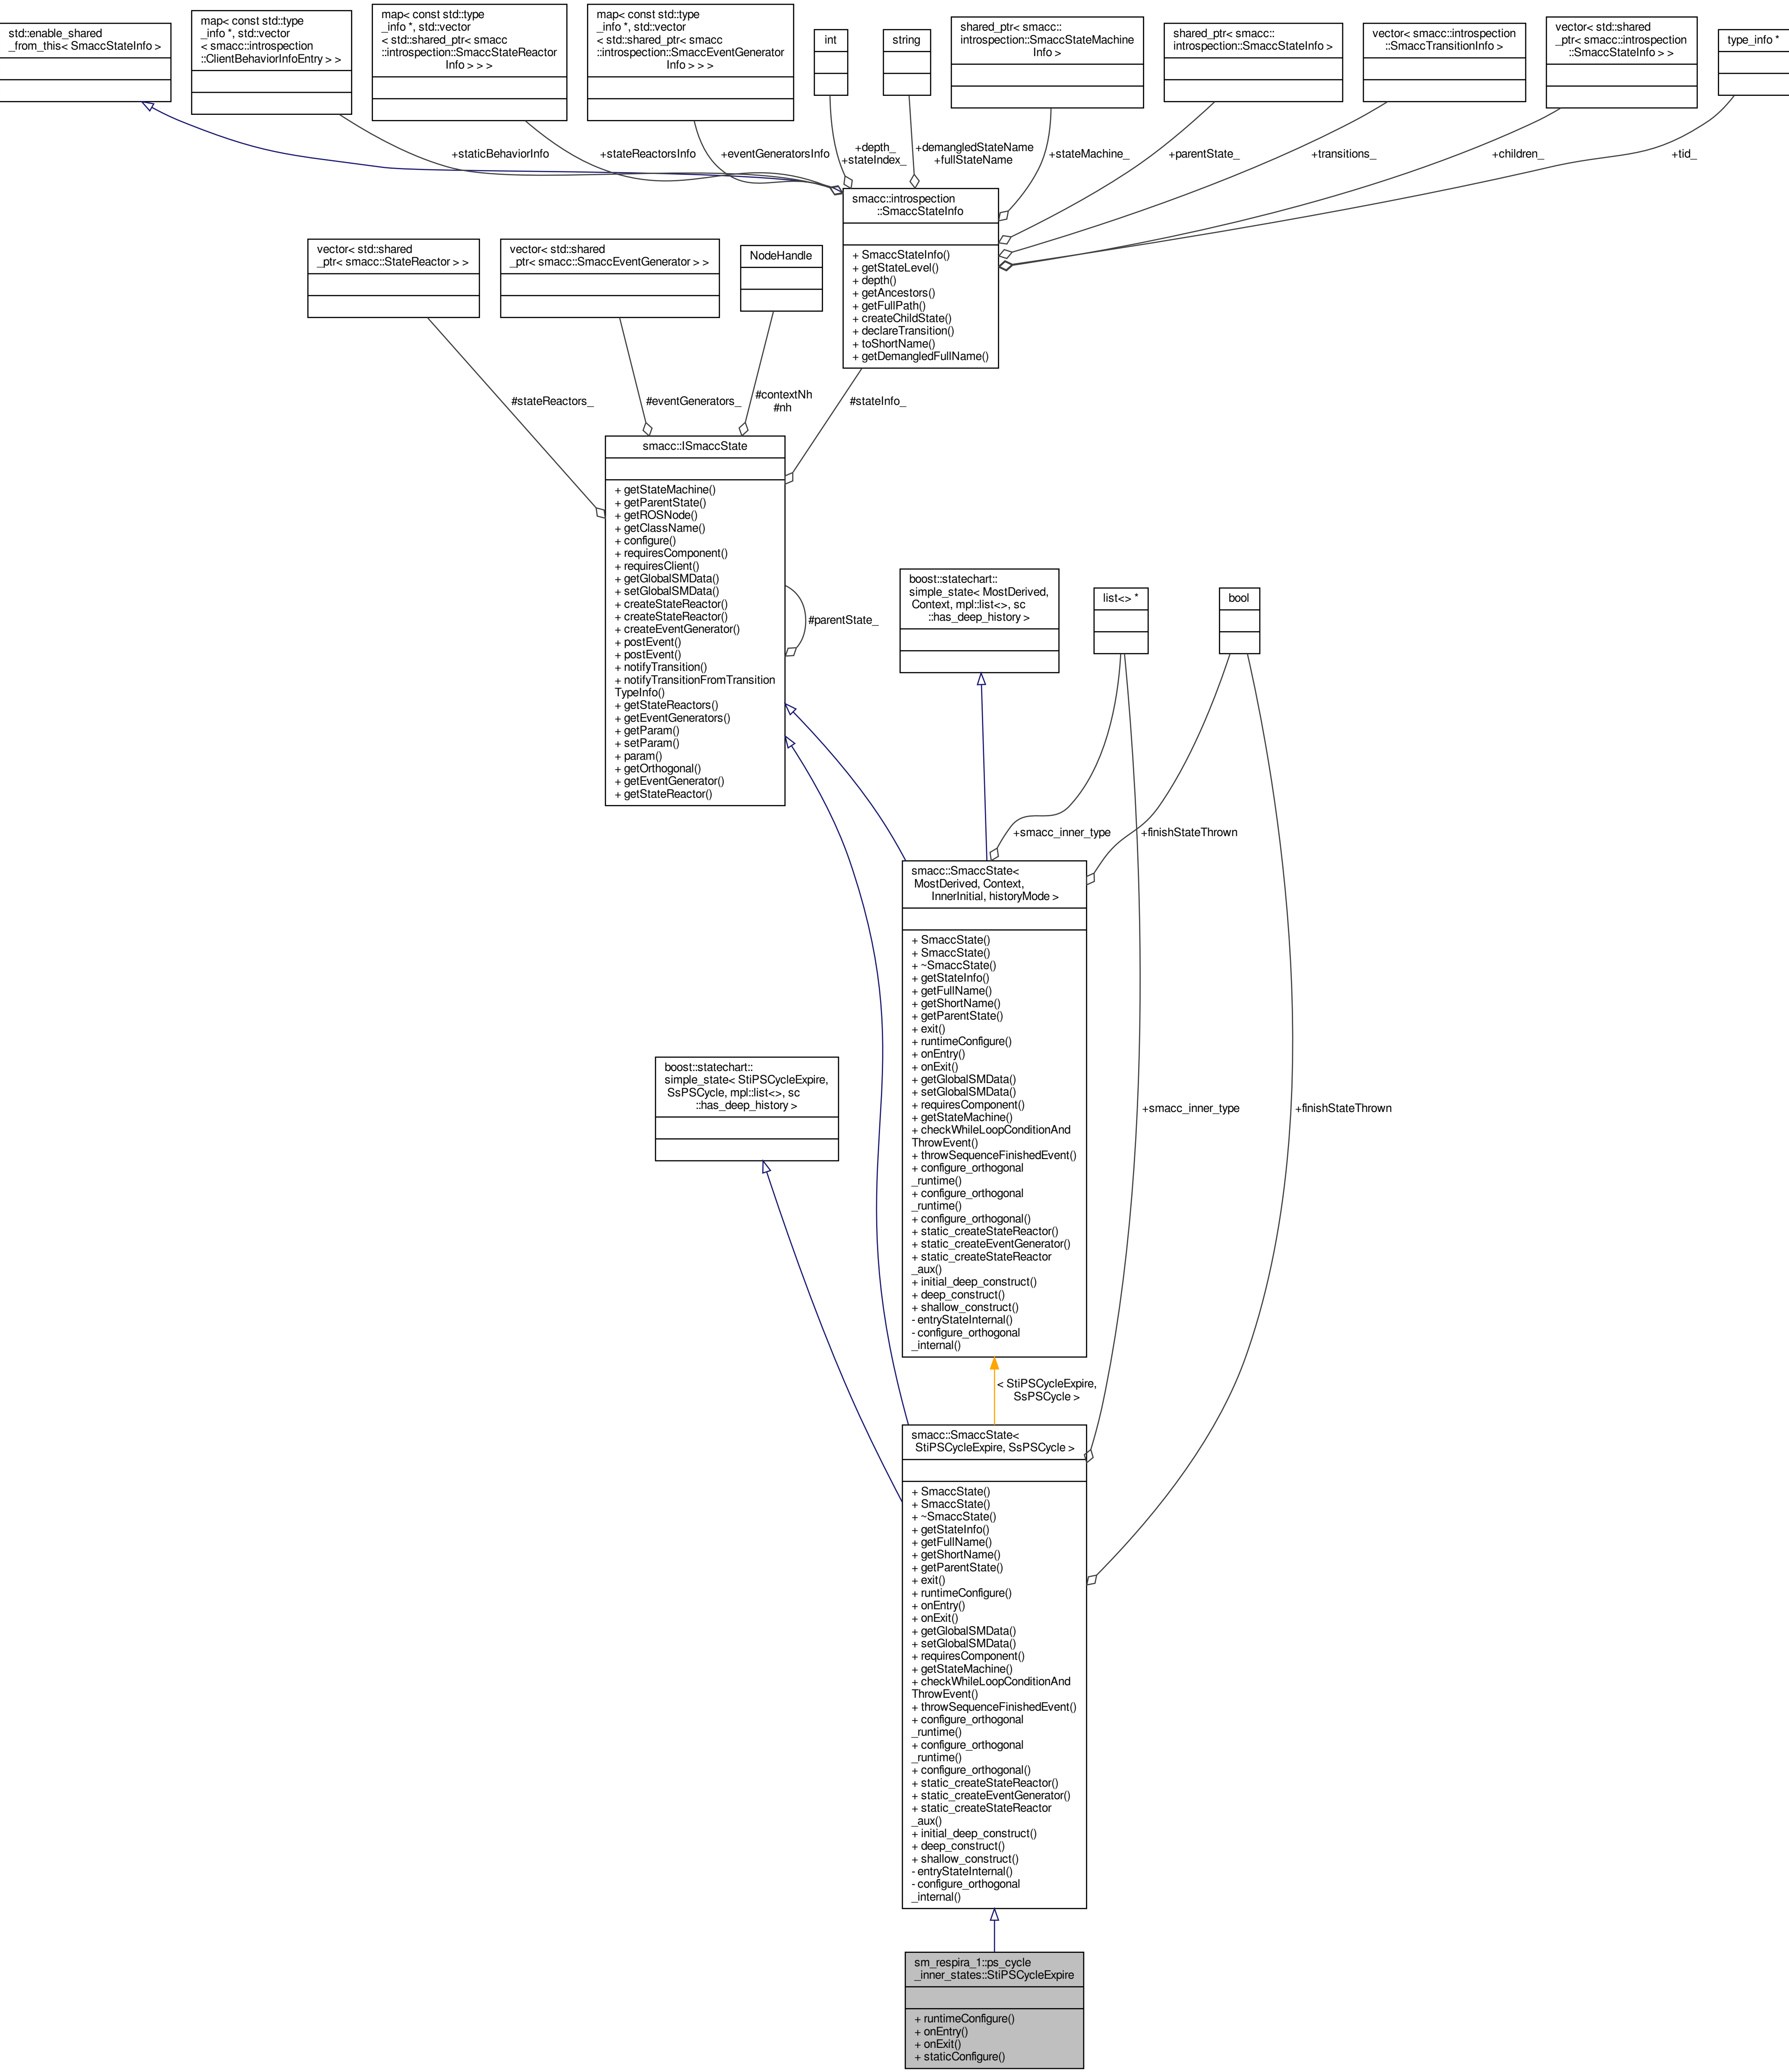 std::enable_shared
_from_this< SmaccStateInfo >
map< const std::type
_info *, std::vector
< smacc::introspection
::ClientBehaviorInfoEntry > >
map< const std::type
_info *, std::vector
< std::shared_ptr< smacc
::introspection::SmaccStateReactor
Info > > >
map< const std::type
_info *, std::vector
< std::shared_ptr< smacc
::introspection::SmaccEventGenerator
Info > > >
int
string
shared_ptr< smacc::
introspection::SmaccStateMachine
Info >
shared_ptr< smacc::
introspection::SmaccStateInfo >
vector< smacc::introspection
::SmaccTransitionInfo >
vector< std::shared
_ptr< smacc::introspection
::SmaccStateInfo > >
type_info *
+staticBehaviorInfo
+stateReactorsInfo
+eventGeneratorsInfo
+depth_
+stateIndex_
+demangledStateName
+fullStateName
+stateMachine_
+parentState_
+transitions_
+children_
+tid_
smacc::introspection
::SmaccStateInfo
+ SmaccStateInfo()
+ getStateLevel()
+ depth()
+ getAncestors()
+ getFullPath()
+ createChildState()
+ declareTransition()
+ toShortName()
+ getDemangledFullName()
vector< std::shared
_ptr< smacc::StateReactor > >
vector< std::shared
_ptr< smacc::SmaccEventGenerator > >
NodeHandle
#stateReactors_
#eventGenerators_
#contextNh
#nh
#stateInfo_
smacc::ISmaccState
+ getStateMachine()
+ getParentState()
+ getROSNode()
+ getClassName()
+ configure()
+ requiresComponent()
+ requiresClient()
+ getGlobalSMData()
+ setGlobalSMData()
+ createStateReactor()
+ createStateReactor()
+ createEventGenerator()
+ postEvent()
+ postEvent()
+ notifyTransition()
+ notifyTransitionFromTransition
TypeInfo()
+ getStateReactors()
+ getEventGenerators()
+ getParam()
+ setParam()
+ param()
+ getOrthogonal()
+ getEventGenerator()
+ getStateReactor()
#parentState_
boost::statechart::
simple_state< MostDerived,
Context, mpl::list<>, sc
::has_deep_history >
list<> *
bool
+smacc_inner_type
+finishStateThrown
smacc::SmaccState<
MostDerived, Context,
InnerInitial, historyMode >
+ SmaccState()
+ SmaccState()
+ ~SmaccState()
+ getStateInfo()
+ getFullName()
+ getShortName()
+ getParentState()
+ exit()
+ runtimeConfigure()
+ onEntry()
+ onExit()
+ getGlobalSMData()
+ setGlobalSMData()
+ requiresComponent()
+ getStateMachine()
+ checkWhileLoopConditionAnd
ThrowEvent()
+ throwSequenceFinishedEvent()
+ configure_orthogonal
_runtime()
+ configure_orthogonal
_runtime()
+ configure_orthogonal()
+ static_createStateReactor()
+ static_createEventGenerator()
+ static_createStateReactor
_aux()
+ initial_deep_construct()
+ deep_construct()
+ shallow_construct()
- entryStateInternal()
- configure_orthogonal
_internal()
boost::statechart::
simple_state< StiPSCycleExpire,
SsPSCycle, mpl::list<>, sc
::has_deep_history >
+smacc_inner_type
+finishStateThrown
< StiPSCycleExpire,
SsPSCycle >
smacc::SmaccState<
StiPSCycleExpire, SsPSCycle >
+ SmaccState()
+ SmaccState()
+ ~SmaccState()
+ getStateInfo()
+ getFullName()
+ getShortName()
+ getParentState()
+ exit()
+ runtimeConfigure()
+ onEntry()
+ onExit()
+ getGlobalSMData()
+ setGlobalSMData()
+ requiresComponent()
+ getStateMachine()
+ checkWhileLoopConditionAnd
ThrowEvent()
+ throwSequenceFinishedEvent()
+ configure_orthogonal
_runtime()
+ configure_orthogonal
_runtime()
+ configure_orthogonal()
+ static_createStateReactor()
+ static_createEventGenerator()
+ static_createStateReactor
_aux()
+ initial_deep_construct()
+ deep_construct()
+ shallow_construct()
- entryStateInternal()
- configure_orthogonal
_internal()
sm_respira_1::ps_cycle
_inner_states::StiPSCycleExpire
+ runtimeConfigure()
+ onEntry()
+ onExit()
+ staticConfigure()